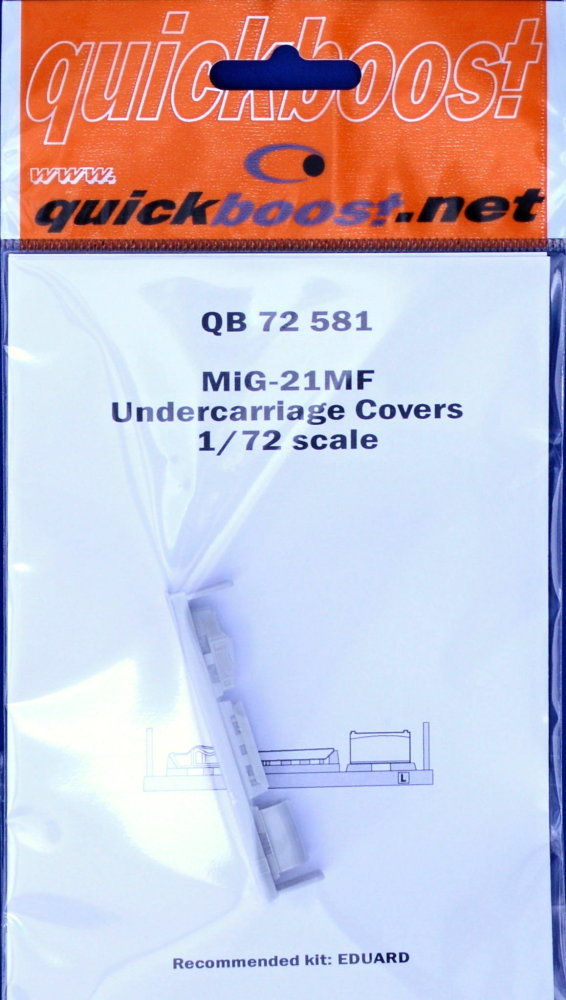 quickboost
www.
quickboost.net
QB 72 581
MiG-21MF
Undercarriage Covers
1/72 scale
L
Recommended kit: EDUARD